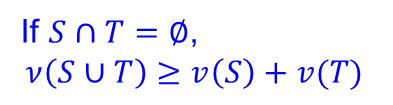 If 𝑆 ∩ 𝑇 = ∅,
𝑣(𝑆 ∪ 𝑇) ≥ 𝑣(𝑆) + 𝑣(𝑇)